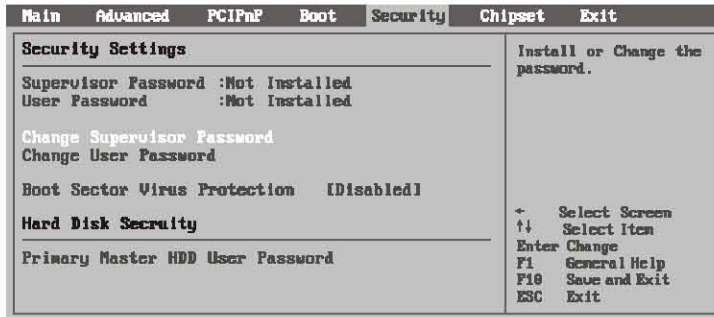 Main Advanced PCIPnP Boot Security Chipset Exit
Security Settings
Supervisor Password :Not Installed
User Password :Not Installed
Change Supervisor Password
Change User Password
Boot Sector Virus Protection [Disabled]
Hard Disk Secruity
Primary Master HDD User Password
Install or Change the
password.
← Select Screen
↑↓ Select Item
Enter Change
F1 General Help
F10 Save and Exit
ESC Exit